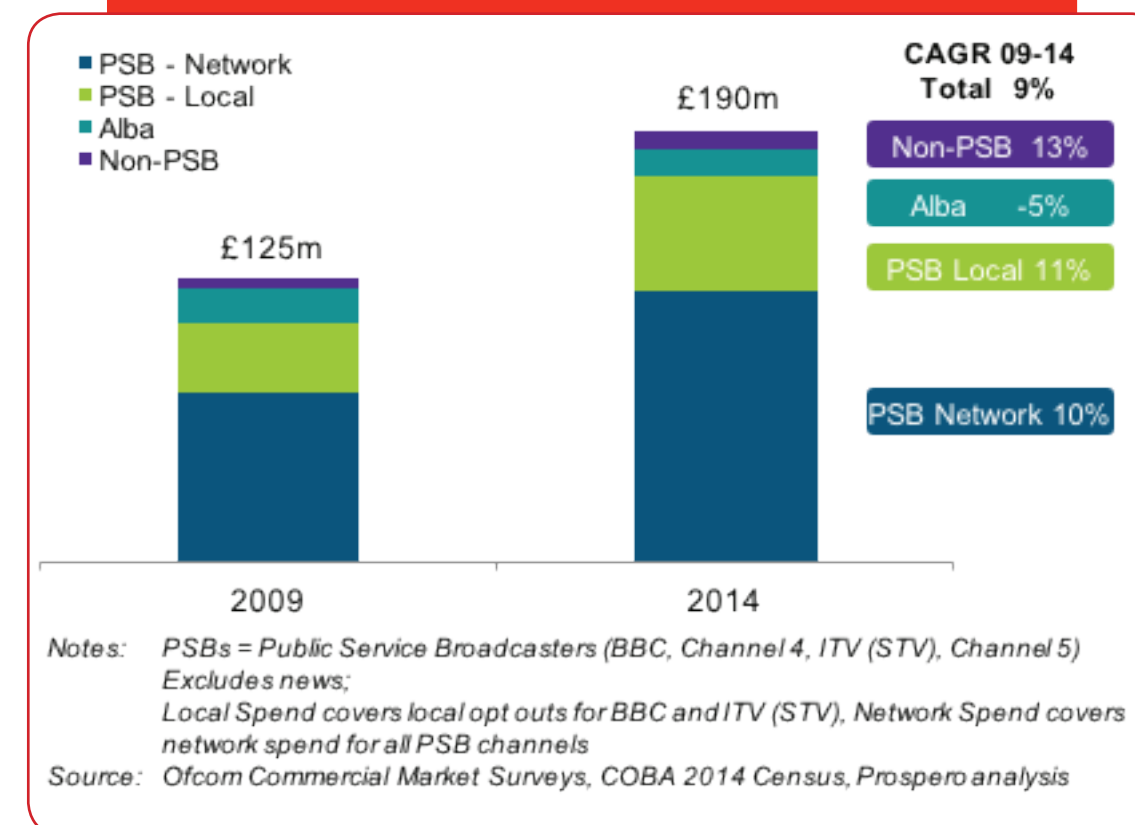 PSB - Network
PSB - Local
Alba
Non-PSB
£125m
£190m
CAGR 09-14
Total 9%
Non-PSB 13%
Alba -5%
PSB Local 11%
PSB Network 10%
2009
2014
Notes: PSBs = Public Service Broadcasters (BBC, Channel 4, ITV (STV), Channel 5)
Excludes news;
Local Spend covers local opt outs for BBC and ITV (STV), Network Spend covers
network spend for all PSB channels
Source: Ofcom Commercial Market Surveys, COBA 2014 Census, Prospero analysis